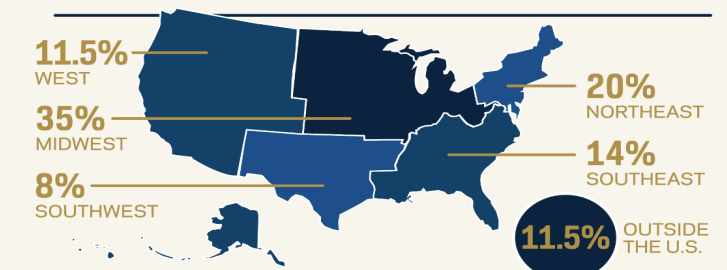 11.5%
WEST
35%
MIDWEST
8%
SOUTHWEST
20%
NORTHEAST
14%
SOUTHEAST
11.5%
OUTSIDE
THE U.S.